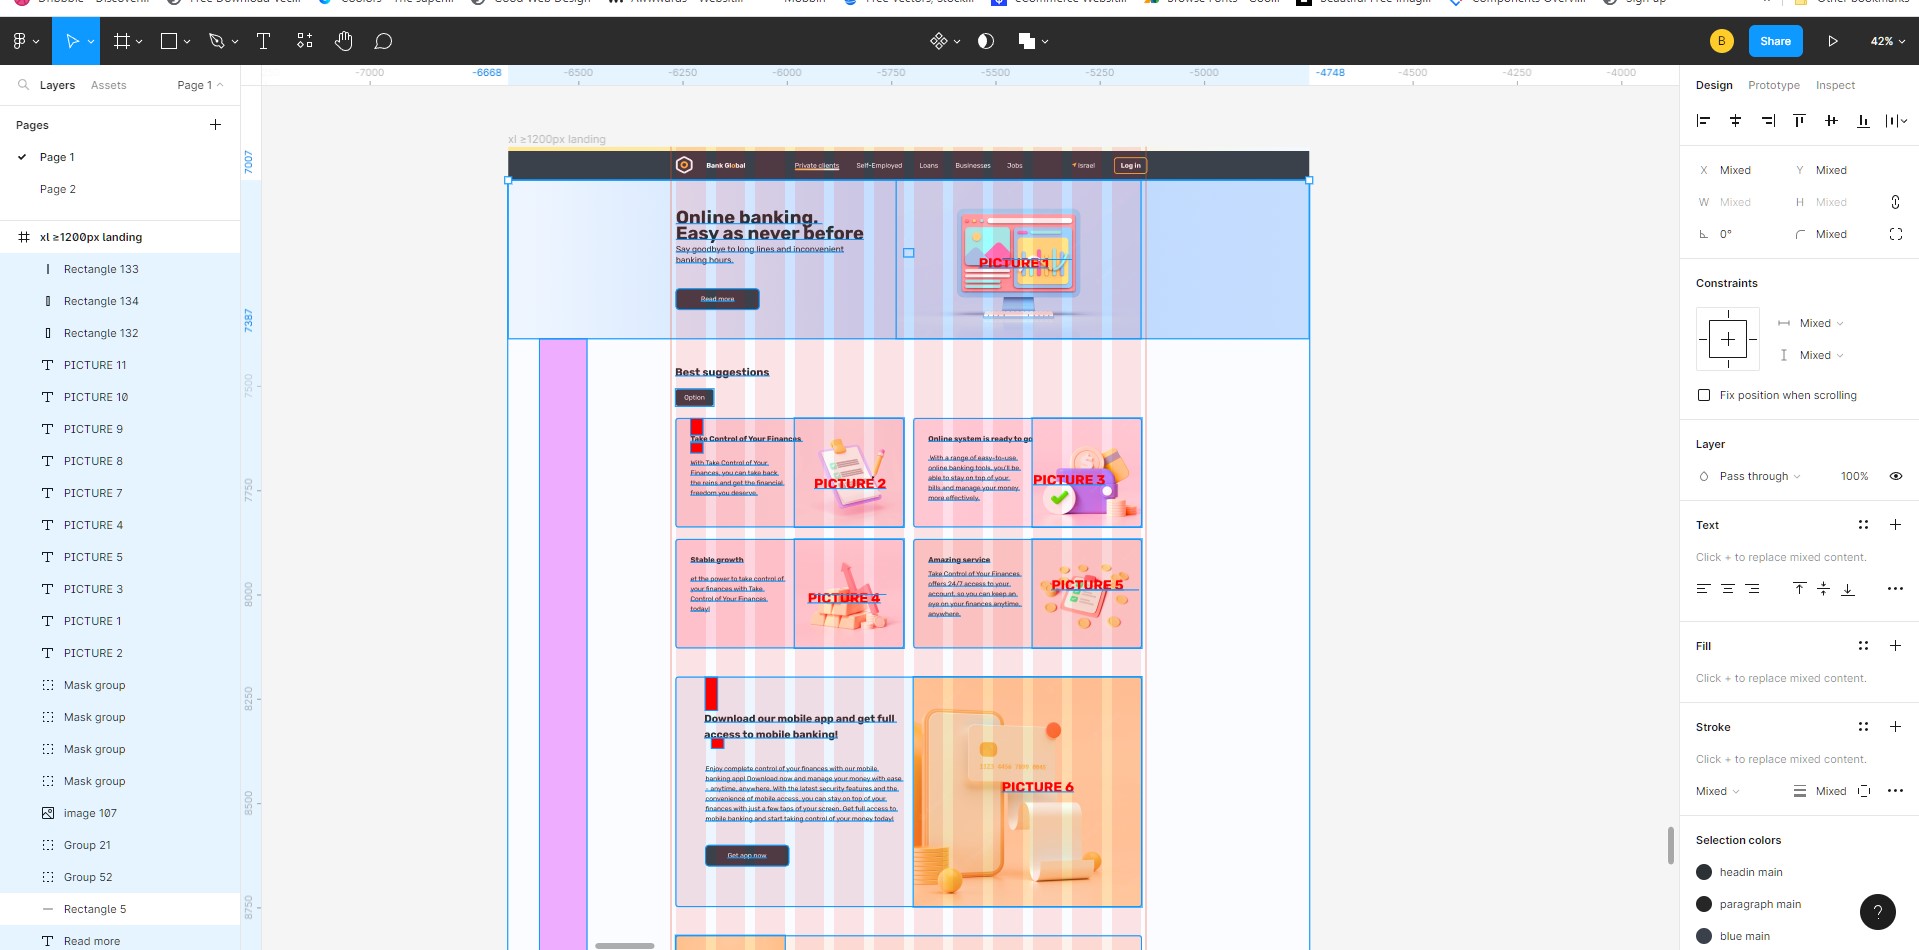 Other bookmarks
B
Share
42%
Layers
Assets
Page 1
Pages
Page 1
Page 2
xl ≥1200px landing
Rectangle 133
Rectangle 134
Rectangle 132
PICTURE 11
PICTURE 10
PICTURE 9
PICTURE 8
PICTURE 7
PICTURE 4
PICTURE 5
PICTURE 3
PICTURE 1
PICTURE 2
Mask group
Mask group
Mask group
Mask group
image 107
Group 21
Group 52
Rectangle 5
Read more
-7000
-6668
-6500
-6250
-6000
-5750
-5500
-5250
-5000
-4748
-4500
-4250
-4000
7007
7387
7500
7750
8000
8250
8500
8750
xl ≥1200px landing
Bank Global
Private clients
Self-Employed
Loans
Businesses
Jobs
Israel
Log in
Online banking.
Easy as never before
Say goodbye to long lines and inconvenient
banking hours.
Read more
PICTURE 1
Best suggestions
Option
Take Control of Your Finances
With Take Control of Your
Finances, you can take back
the reins and get the financial
freedom you deserve.
PICTURE 2
Online system is ready to go
With a range of easy-to-use
online banking tools, you'll be
able to stay on top of your
bills and manage your money
more effectively.
PICTURE 3
Stable growth
et the power to take control of
your finances with Take
Control of Your Finances
today!
PICTURE 4
Amazing service
Take Control of Your Finances
offers 24/7 access to your
account, so you can keep an
eye on your finances anytime,
anywhere.
PICTURE 5
Download our mobile app and get full
access to mobile banking!
Enjoy complete control of your finances with our mobile
banking app! Download now and manage your money with ease
- anytime, anywhere. With the latest security features and the
convenience of mobile access, you can stay on top of your
finances with just a few taps of your screen. Get full access to
mobile banking and start taking control of your money today!
Get app now
PICTURE 6
Design
Prototype
Inspect
X Mixed
Y Mixed
W Mixed
H Mixed
0°
Mixed
Constraints
Mixed
Mixed
Fix position when scrolling
Layer
Pass through
100%
Text
Click + to replace mixed content.
Fill
Click + to replace mixed content.
Stroke
Click + to replace mixed content.
Mixed
Mixed
Selection colors
headin main
paragraph main
blue main
?